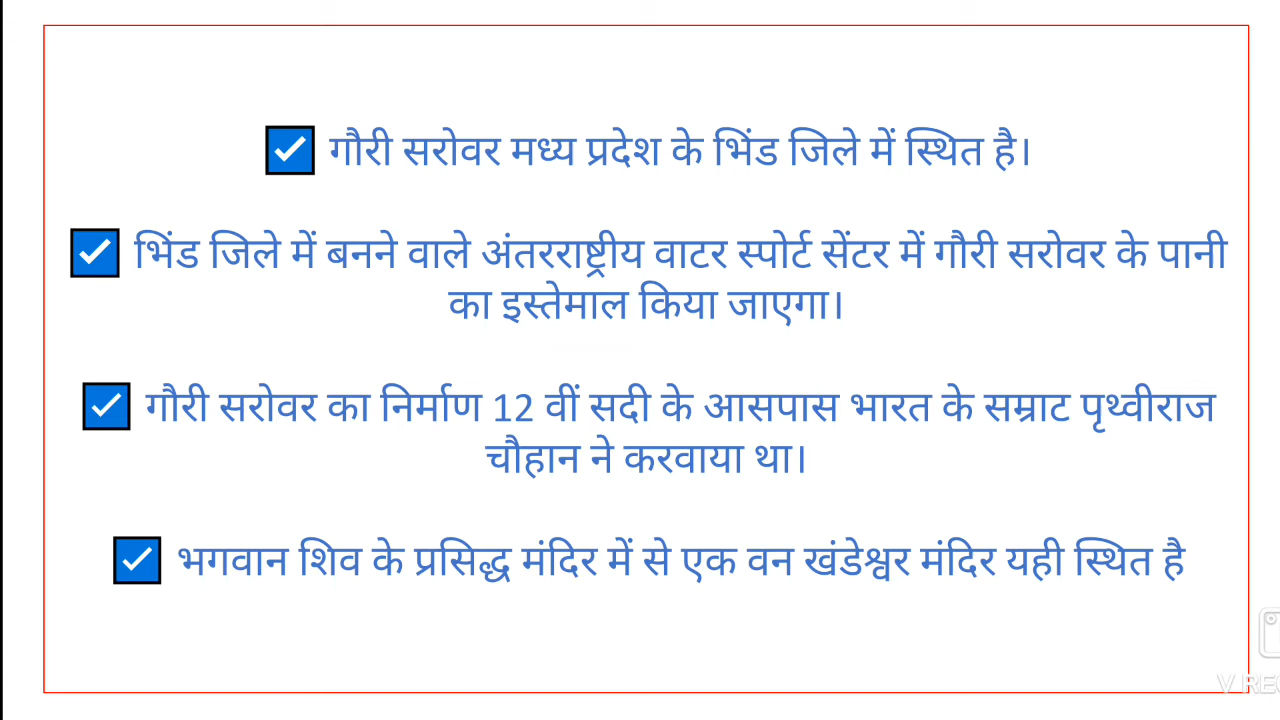 गौरी सरोवर मध्य प्रदेश के भिंड जिले में स्थित है।
भिंड जिले में बनने वाले अंतरराष्ट्रीय वाटर स्पोर्ट सेंटर में गौरी सरोवर के पानी
का इस्तेमाल किया जाएगा।
गौरी सरोवर का निर्माण 12 वीं सदी के आसपास भारत के सम्राट पृथ्वीराज
चौहान ने करवाया था।
भगवान शिव के प्रसिद्ध मंदिर में से एक वन खंडेश्वर मंदिर यही स्थित है
V REC